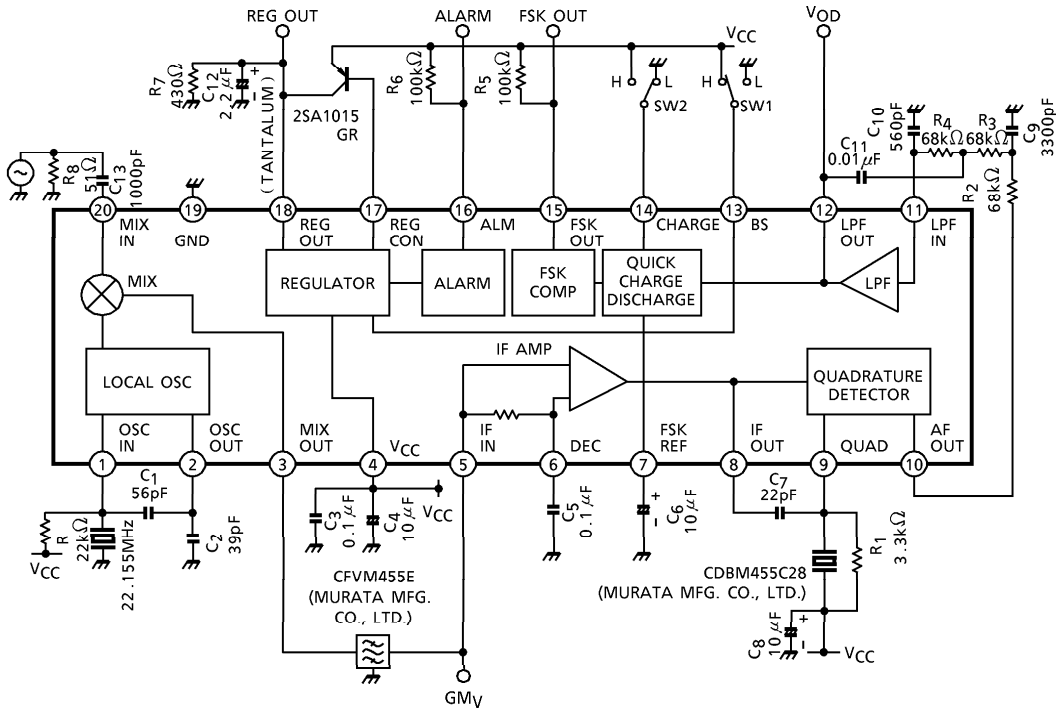 REG OUT
ALARM
FSK OUT
VOD
VCC
R7
430Ω
C12
2.2μF
+
-
(TANTALUM)
2SA1015
GR
R6
100kΩ
R5
100kΩ
H
L
SW2
H
L
SW1
C10
560pF
R4
68kΩ
R3
68kΩ
C9
3300pF
C11
0.01μF
R2
68kΩ
R8
51Ω
C13
1000pF
20
19
18
17
16
15
14
13
12
11
MIX
IN
GND
REG
OUT
REG
CON
ALM
FSK
OUT
CHARGE
BS
LPF
OUT
LPF
IN
MIX
REGULATOR
ALARM
FSK
COMP
QUICK
CHARGE
DISCHARGE
LPF
LOCAL OSC
IF AMP
QUADRATURE
DETECTOR
OSC
IN
OSC
OUT
MIX
OUT
VCC
IF
IN
DEC
FSK
REF
IF
OUT
QUAD
AF
OUT
1
2
3
4
5
6
7
8
9
10
C1
56pF
R
22kΩ
VCC
22.155MHz
C2
39pF
C3
0.1μF
C4
10μF
VCC
C5
0.1μF
+
-
C6
10μF
C7
22pF
R1
3.3kΩ
CFVM455E
(MURATA MFG.
CO., LTD.)
CDBM455C28
(MURATA MFG. CO., LTD.)
C8
10μF
+
-
VCC
GMV